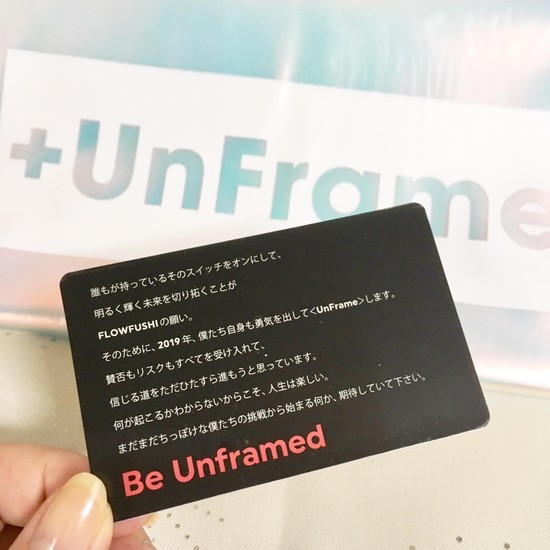 +UnFrame
誰もが持っているそのスイッチをオンにして、
明るく輝く未来を切り拓くことが
FLOWFUSHIの願い。
そのために、2019年、僕たち自身も勇気を出して<UnFrame>します。
賛否もリスクもすべてを受け入れて、
信じる道をただひたすら進もうと思っています。
何が起こるかわからないからこそ、人生は楽しい。
まだまだちっぽけな僕たちの挑戦から始まる何か、期待していて下さい。
Be Unframed